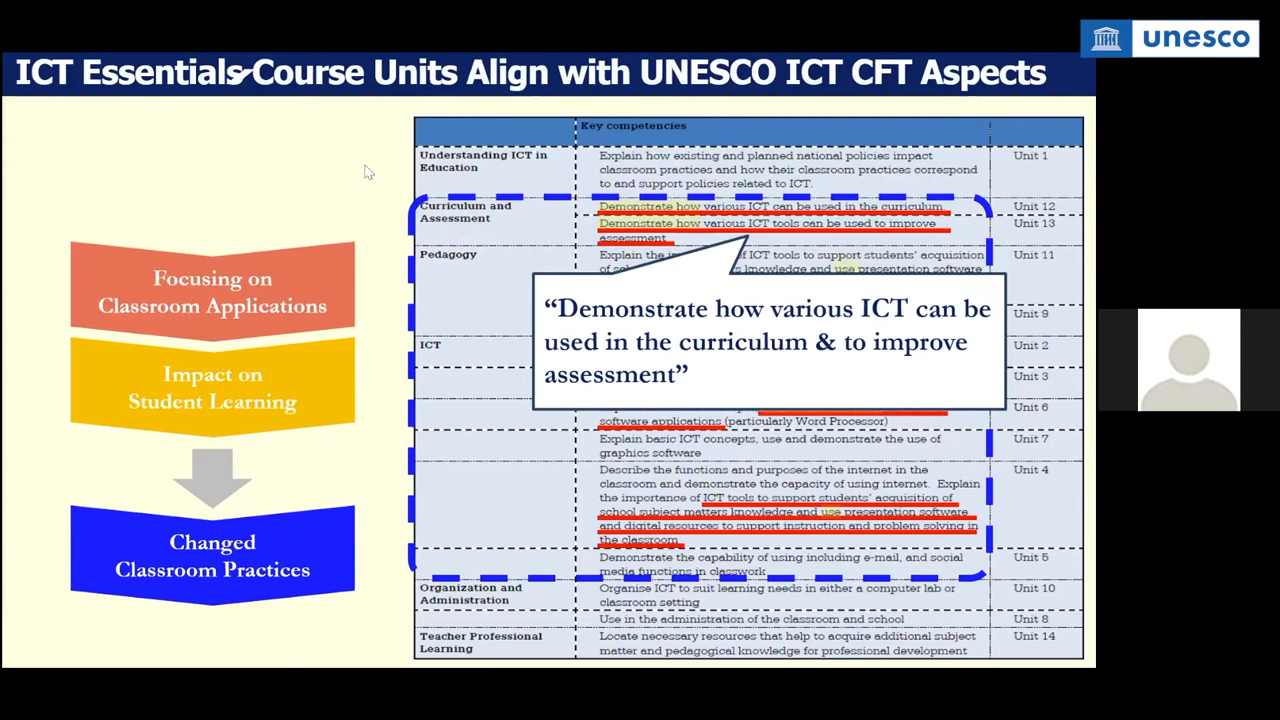 unesco
ICT Essentials-Course Units Align with UNESCO ICT CFT Aspects
Focusing on
Classroom Applications
Impact on
Student Learning
Changed
Classroom Practices
Key competencies
Understanding ICT in
Education
Explain how existing and planned national policies impact
classroom practices and how their classroom practices correspond
to and support policies related to ICT.
Unit 1
Curriculum and
Assessment
Demonstrate how various ICT can be used in the curriculum.
Unit 12
Demonstrate how various ICT tools can be used to improve
assessment
Unit 13
Pedagogy
Explain the of ICT tools to support students' acquisition
knowledge and use presentation software
Unit 11
Unit 9
“Demonstrate how various ICT can be
used in the curriculum & to improve
assessment”
ICT
Unit 2
Unit 3
Unit 6
software applications (particularly Word Processor)
Explain basic ICT concepts, use and demonstrate the use of
graphics software
Unit 7
Describe the functions and purposes of the internet in the
classroom and demonstrate the capacity of using internet. Explain
the importance of ICT tools to support students' acquisition of
school subject matters knowledge and use presentation software
and digital resources to support instruction and problem solving in
the classroom
Unit 4
Demonstrate the capability of using including e-mail, and social
media functions in classwork
Unit 5
Organization and
Administration
Organise ICT to suit learning needs in either a computer lab or
classroom setting
Unit 10
Use in the administration of the classroom and school
Unit 8
Teacher Professional
Learning
Locate necessary resources that help to acquire additional subject
matter and pedagogical knowledge for professional development
Unit 14